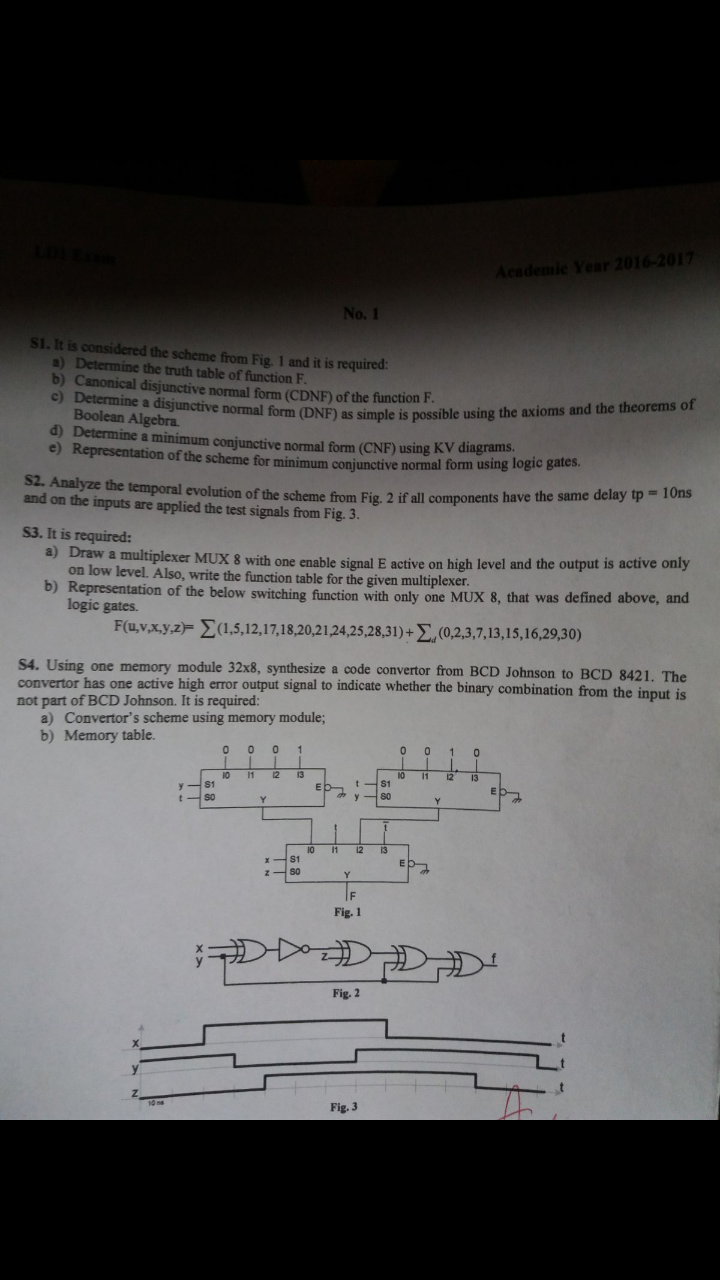 LD1 Exam
Academic Year 2016-2017
No. 1
S1. It is considered the scheme from Fig. 1 and it is required:
a) Determine the truth table of function F.
b) Canonical disjunctive normal form (CDNF) of the function F.
c) Determine a disjunctive normal form (DNF) as simple is possible using the axioms and the theorems of
Boolean Algebra.
d) Determine a minimum conjunctive normal form (CNF) using KV diagrams.
e) Representation of the scheme for minimum conjunctive normal form using logic gates.
S2. Analyze the temporal evolution of the scheme from Fig. 2 if all components have the same delay tp = 10ns
and on the inputs are applied the test signals from Fig. 3.
S3. It is required:
a) Draw a multiplexer MUX 8 with one enable signal E active on high level and the output is active only
on low level. Also, write the function table for the given multiplexer.
b) Representation of the below switching function with only one MUX 8, that was defined above, and
logic gates.
F(u,v,x,y,z)= ∑(1,5,12,17,18,20,21,24,25,28,31)+∑d(0,2,3,7,13,15,16,29,30)
S4. Using one memory module 32x8, synthesize a code convertor from BCD Johnson to BCD 8421. The
convertor has one active high error output signal to indicate whether the binary combination from the input is
not part of BCD Johnson. It is required:
a) Convertor's scheme using memory module;
b) Memory table.
0 0 0 1 0 0 1 0
I0 I1 I2 I3 I0 I1 I2 I3
y S1 E t S1 E
t S0 Y y S0 Y
t t̅
I0 I1 I2 I3
x S1 E
z S0 Y
F
Fig. 1
x
y z f
Fig. 2
x t
y t
z t
10 ns
Fig. 3
A